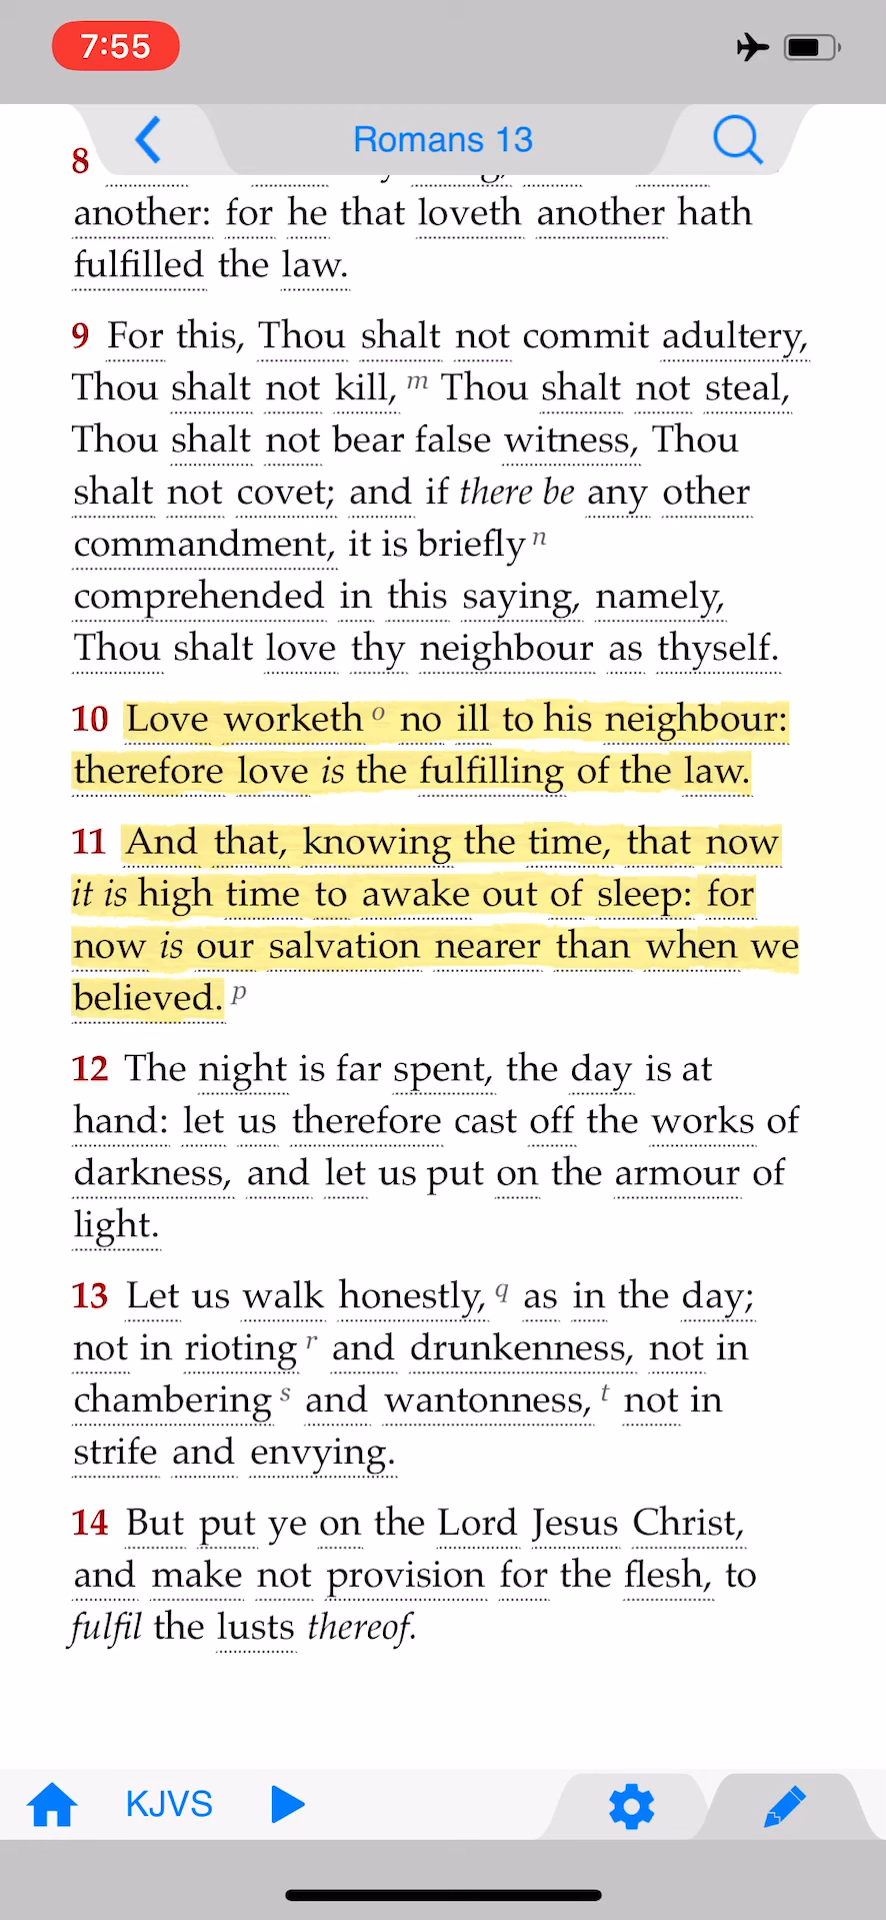 7:55
Romans 13
8
another: for he that loveth another hath
fulfilled the law.
9 For this, Thou shalt not commit adultery,
Thou shalt not kill, m Thou shalt not steal,
Thou shalt not bear false witness, Thou
shalt not covet; and if there be any other
commandment, it is briefly n
comprehended in this saying, namely,
Thou shalt love thy neighbour as thyself.
10 Love worketh o no ill to his neighbour:
therefore love is the fulfilling of the law.
11 And that, knowing the time, that now
it is high time to awake out of sleep: for
now is our salvation nearer than when we
believed. p
12 The night is far spent, the day is at
hand: let us therefore cast off the works of
darkness, and let us put on the armour of
light.
13 Let us walk honestly, q as in the day;
not in rioting r and drunkenness, not in
chambering s and wantonness, t not in
strife and envying.
14 But put ye on the Lord Jesus Christ,
and make not provision for the flesh, to
fulfil the lusts thereof.
KJVS